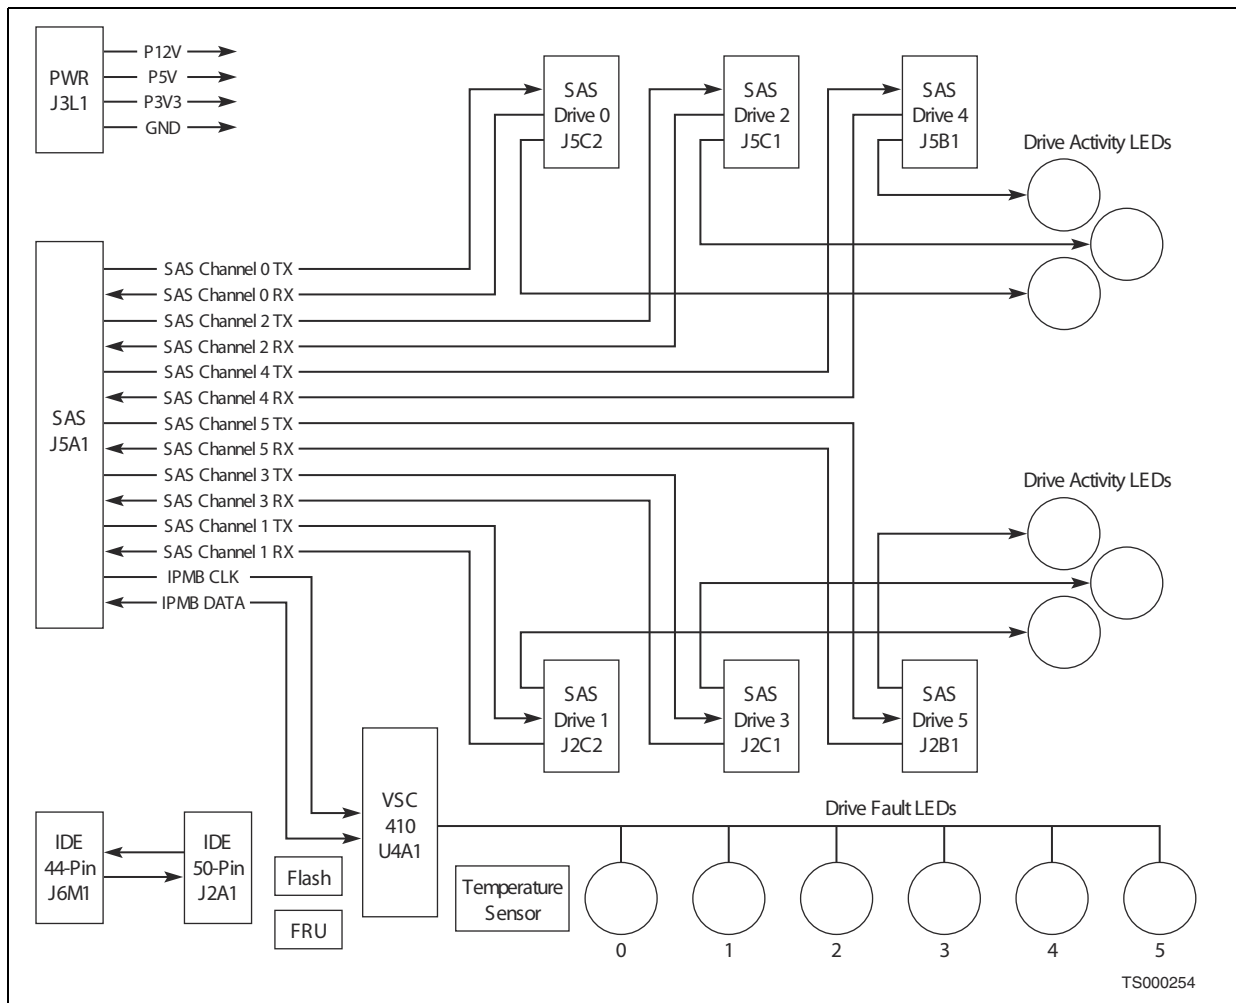 PWR
J3L1
P12V
P5V
P3V3
GND
SAS
Drive 0
J5C2
SAS
Drive 2
J5C1
SAS
Drive 4
J5B1
Drive Activity LEDs
SAS
J5A1
SAS Channel 0 TX
SAS Channel 0 RX
SAS Channel 2 TX
SAS Channel 2 RX
SAS Channel 4 TX
SAS Channel 4 RX
SAS Channel 5 TX
SAS Channel 5 RX
SAS Channel 3 TX
SAS Channel 3 RX
SAS Channel 1 TX
SAS Channel 1 RX
IPMB CLK
IPMB DATA
Drive Activity LEDs
SAS
Drive 1
J2C2
SAS
Drive 3
J2C1
SAS
Drive 5
J2B1
IDE
44-Pin
J6M1
IDE
50-Pin
J2A1
Flash
FRU
VSC
410
U4A1
Temperature
Sensor
Drive Fault LEDs
0
1
2
3
4
5
TS000254